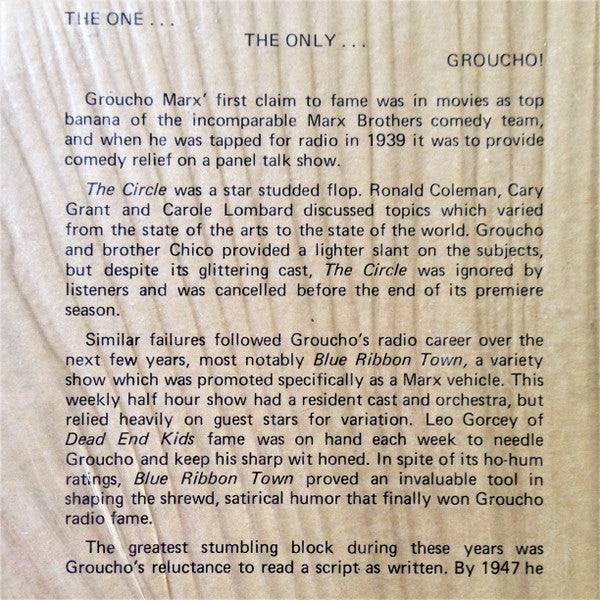 THE ONE . . .
THE ONLY . . .
GROUCHO!
Groucho Marx' first claim to fame was in movies as top
banana of the incomparable Marx Brothers comedy team,
and when he was tapped for radio in 1939 it was to provide
comedy relief on a panel talk show.
The Circle was a star studded flop. Ronald Coleman, Cary
Grant and Carole Lombard discussed topics which varied
from the state of the arts to the state of the world. Groucho
and brother Chico provided a lighter slant on the subjects,
but despite its glittering cast, The Circle was ignored by
listeners and was cancelled before the end of its premiere
season.
Similar failures followed Groucho's radio career over the
next few years, most notably Blue Ribbon Town, a variety
show which was promoted specifically as a Marx vehicle. This
weekly half hour show had a resident cast and orchestra, but
relied heavily on guest stars for variation. Leo Gorcey of
Dead End Kids fame was on hand each week to needle
Groucho and keep his sharp wit honed. In spite of its ho-hum
ratings, Blue Ribbon Town proved an invaluable tool in
shaping the shrewd, satirical humor that finally won Groucho
radio fame.
The greatest stumbling block during these years was
Groucho's reluctance to read a script as written. By 1947 he